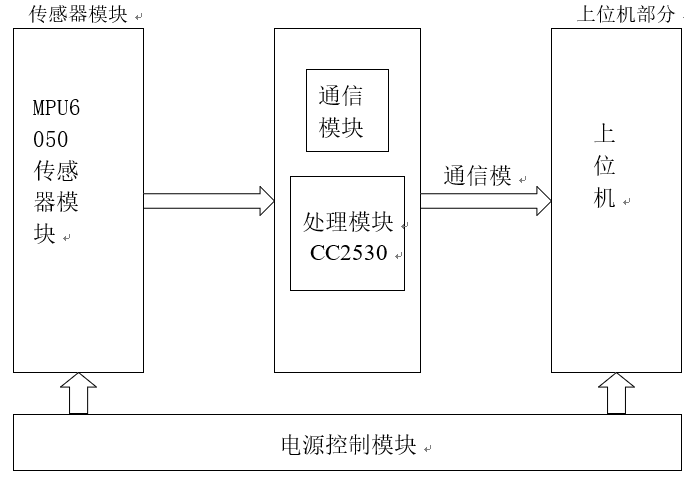 传感器模块
上位机部分
MPU6
050
传感
器模
块
通信
模块
处理模块
CC2530
通信模
上
位
机
电源控制模块